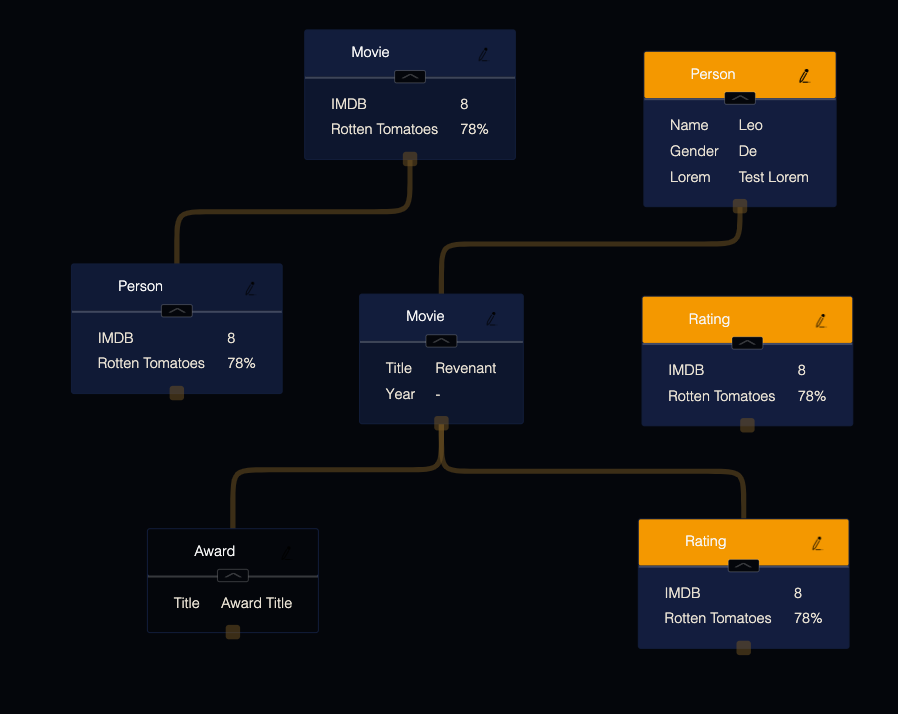 Movie
IMDB 8
Rotten Tomatoes 78%
Person
Name Leo
Gender De
Lorem Test Lorem
Person
IMDB 8
Rotten Tomatoes 78%
Movie
Title Revenant
Year -
Rating
IMDB 8
Rotten Tomatoes 78%
Award
Title Award Title
Rating
IMDB 8
Rotten Tomatoes 78%